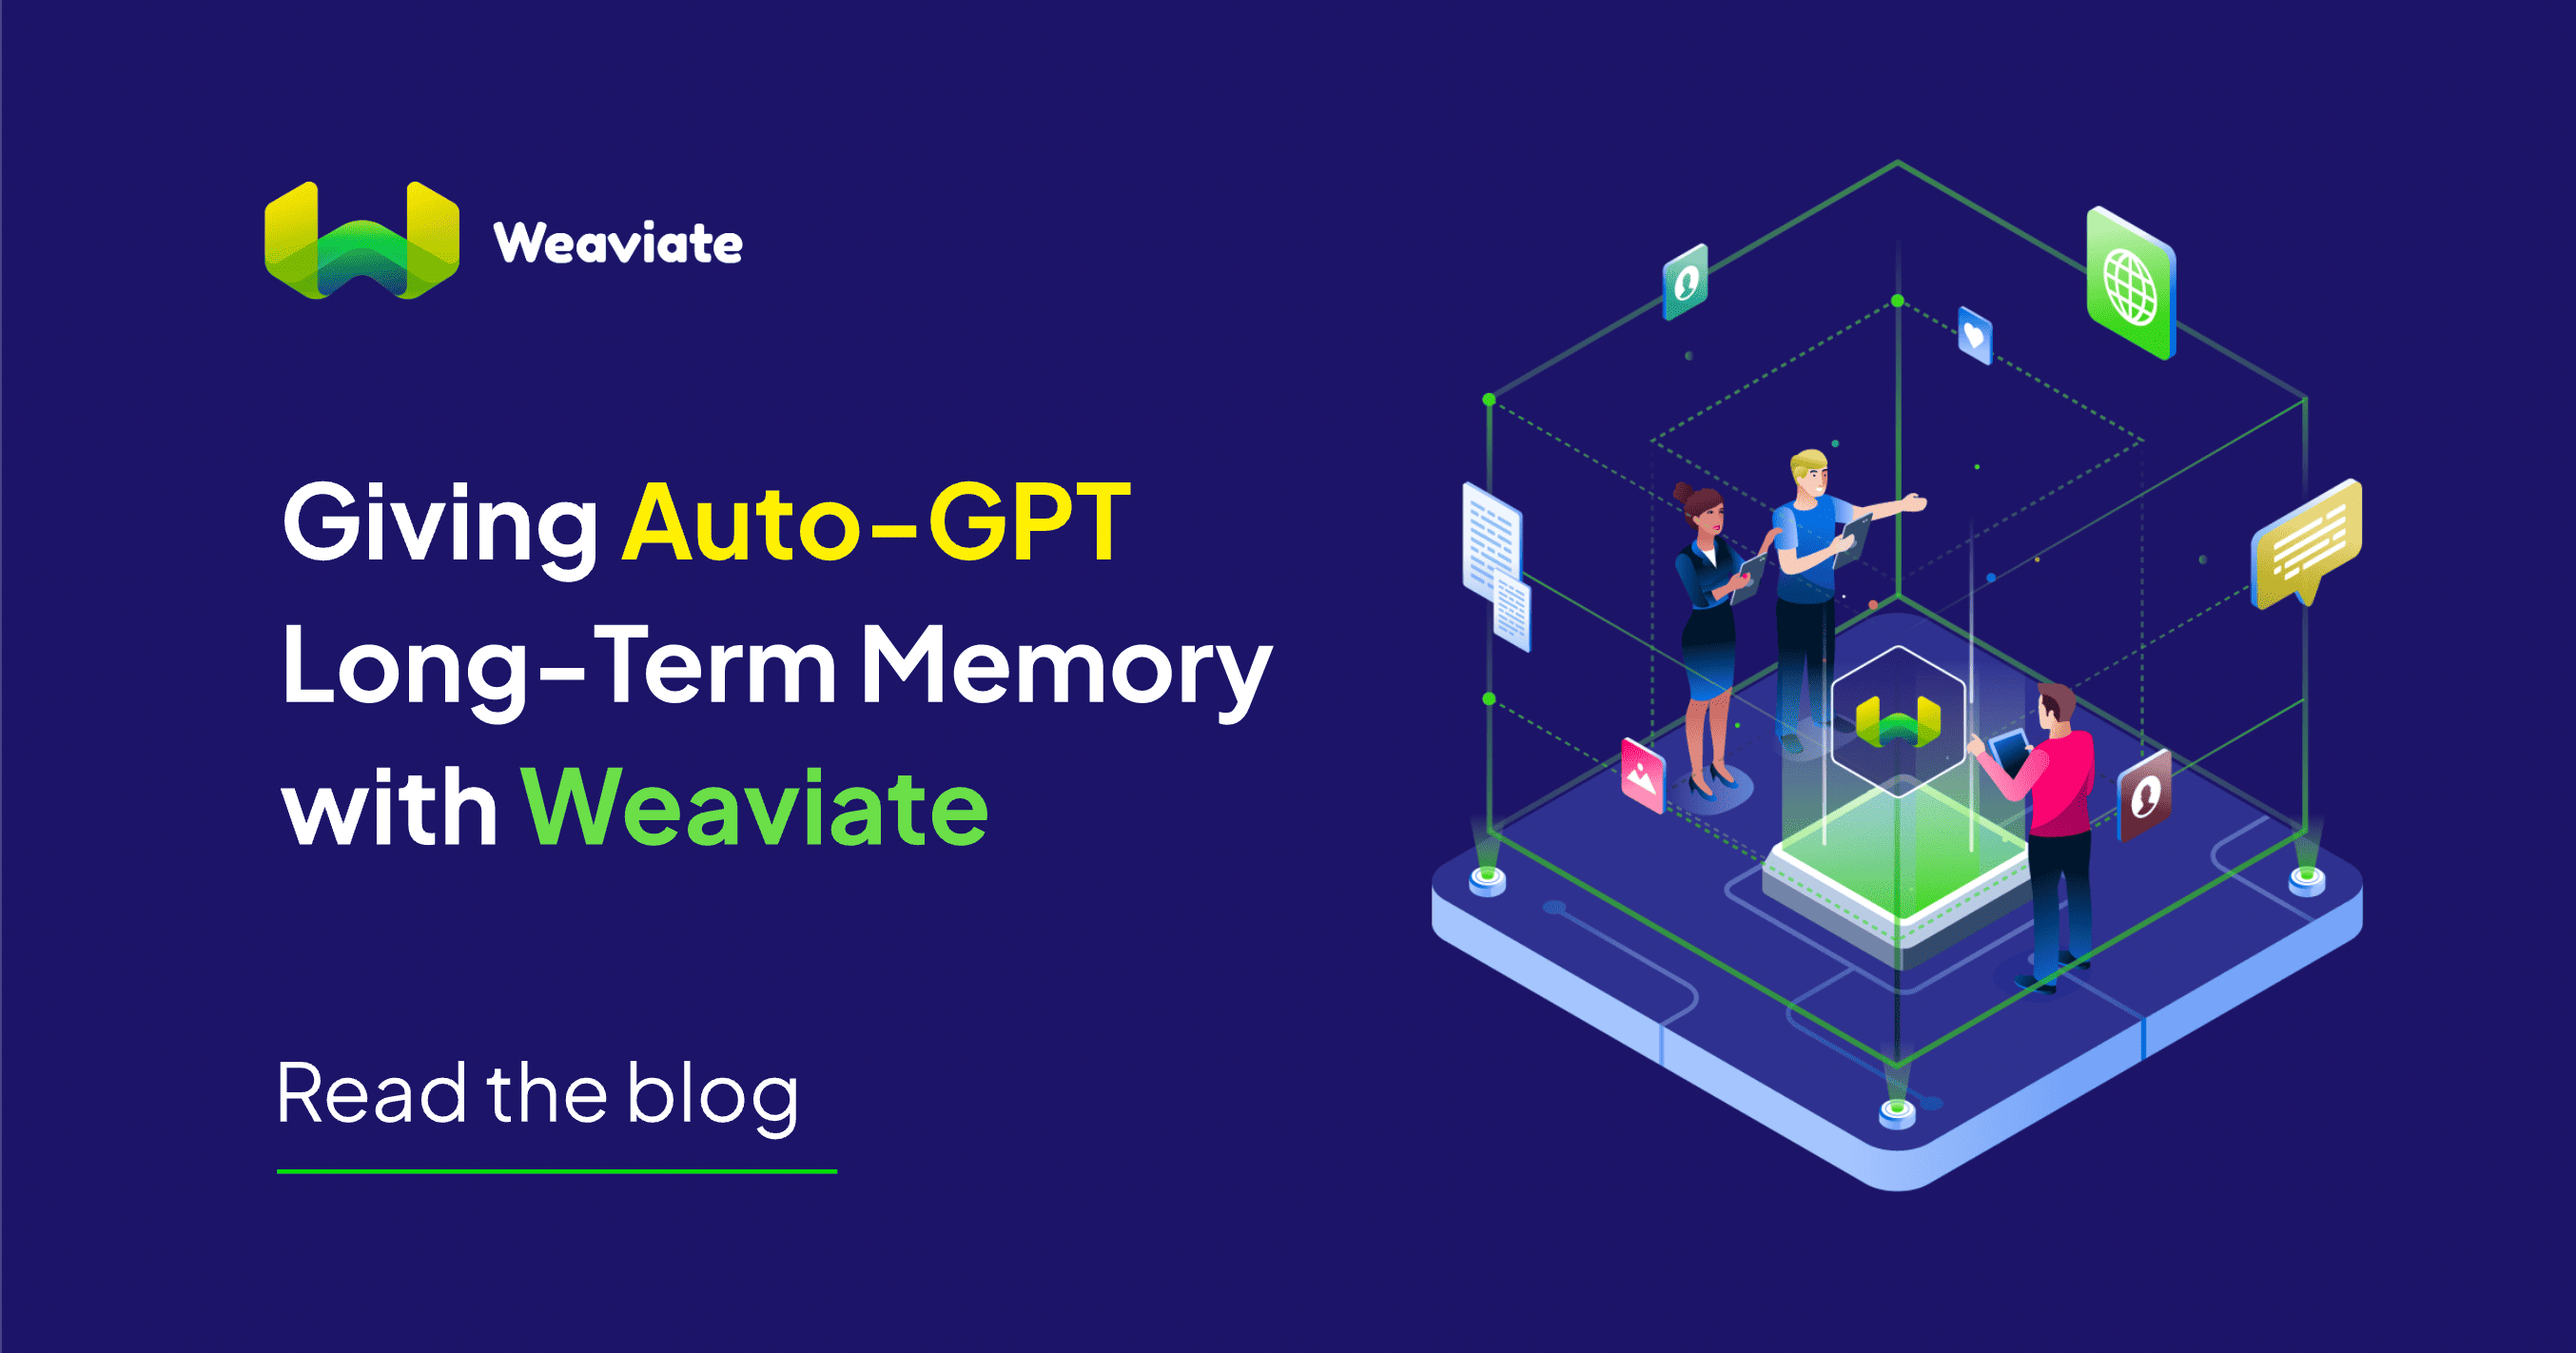 Weaviate
Giving Auto-GPT
Long-Term Memory
with Weaviate
Read the blog